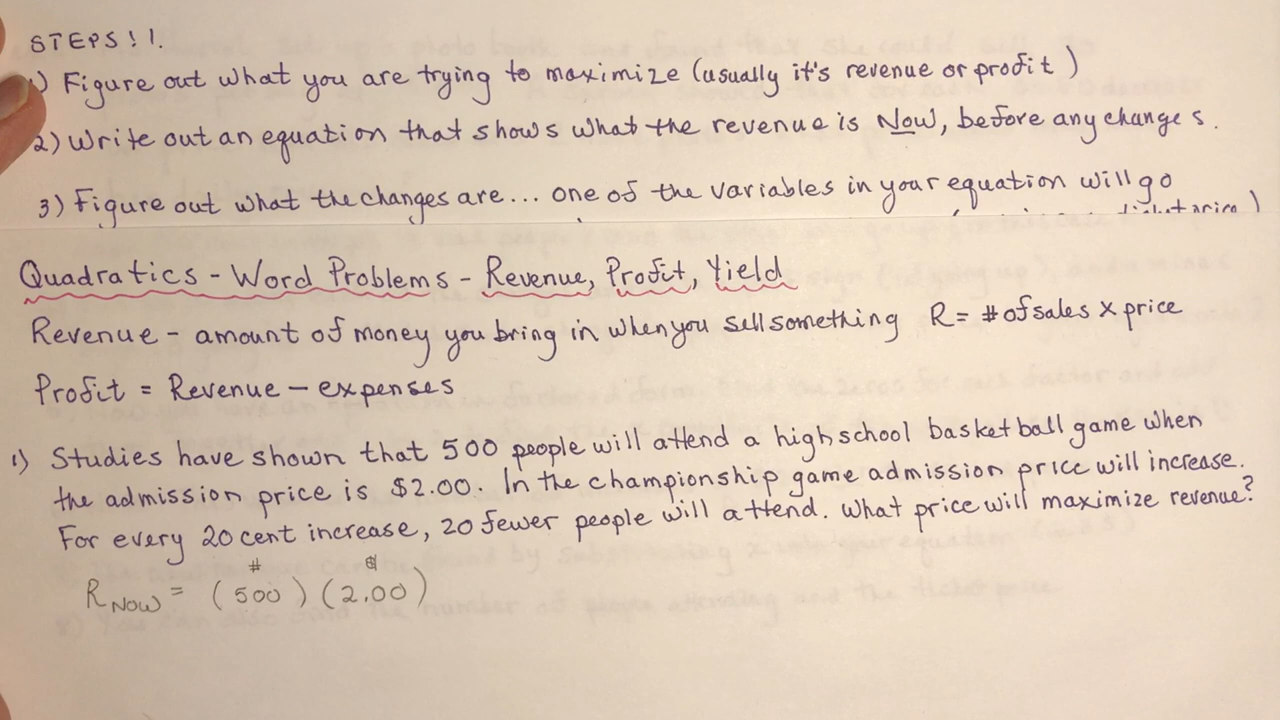 STEPS!!.
1) Figure out what you are trying to maximize (usually it's revenue or profit)
2) Write out an equation that shows what the revenue is Now, before any changes.
3) Figure out what the changes are... one of the variables in your equation will go
Quadratics - Word Problems - Revenue, Profit, Yield
Revenue - amount of money you bring in when you sell something R = # of sales x price
Profit = Revenue - expenses
1) Studies have shown that 500 people will attend a high school basketball game when
the admission price is $2.00. In the championship game admission price will increase.
For every 20 cent increase, 20 fewer people will attend. What price will maximize revenue?
# $
R NOW = (500)(2.00)